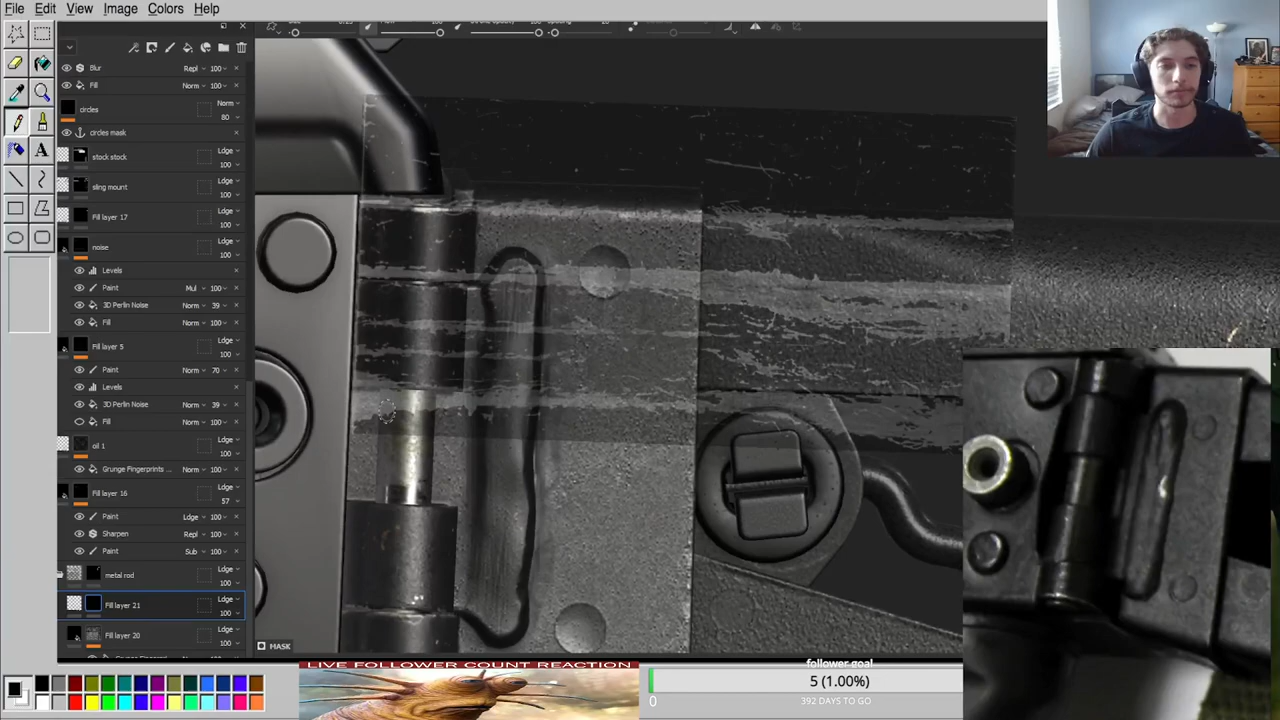 File Edit View Image Colors Help
Blur Repl 100
Fill Norm 100
circles Norm 80
circles mask
stack stock Ldge 100
sling mount Ldge 100
Fill layer 17 Ldge 100
noise Ldge 100
Levels
Paint Mul 100
3D Perlin Noise Norm 39
Fill Norm 100
Fill layer 5 Ldge 100
Paint Norm 70
Levels
3D Perlin Noise Norm 39
Fill Norm 100
oil 1 Ldge 100
Grunge Fingerprints ... Norm 100
Fill layer 16 Ldge 57
Paint Ldge 100
Sharpen Repl 100
Paint Sub 100
metal rod Ldge 100
Fill layer 21 Ldge 100
Fill layer 20 Ldge 100
MASK
LIVE FOLLOWER COUNT REACTION
follower goal
5 (1.00%)
0
392 DAYS TO GO